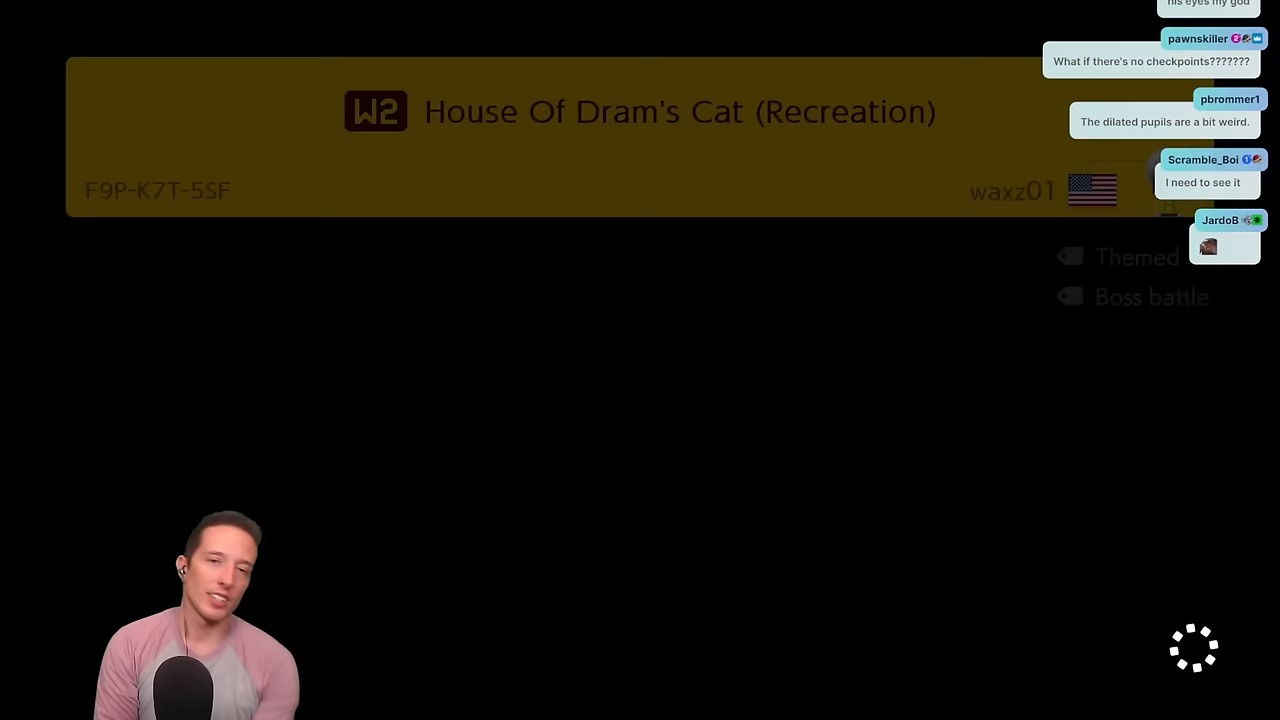 his eyes my god
pawnskiller
What if there's no checkpoints???????
pbrommer1
The dilated pupils are a bit weird.
Scramble_Boi
I need to see it
JardoB
W2 House Of Dram's Cat (Recreation)
F9P-K7T-5SF
waxz01
Themed
Boss battle